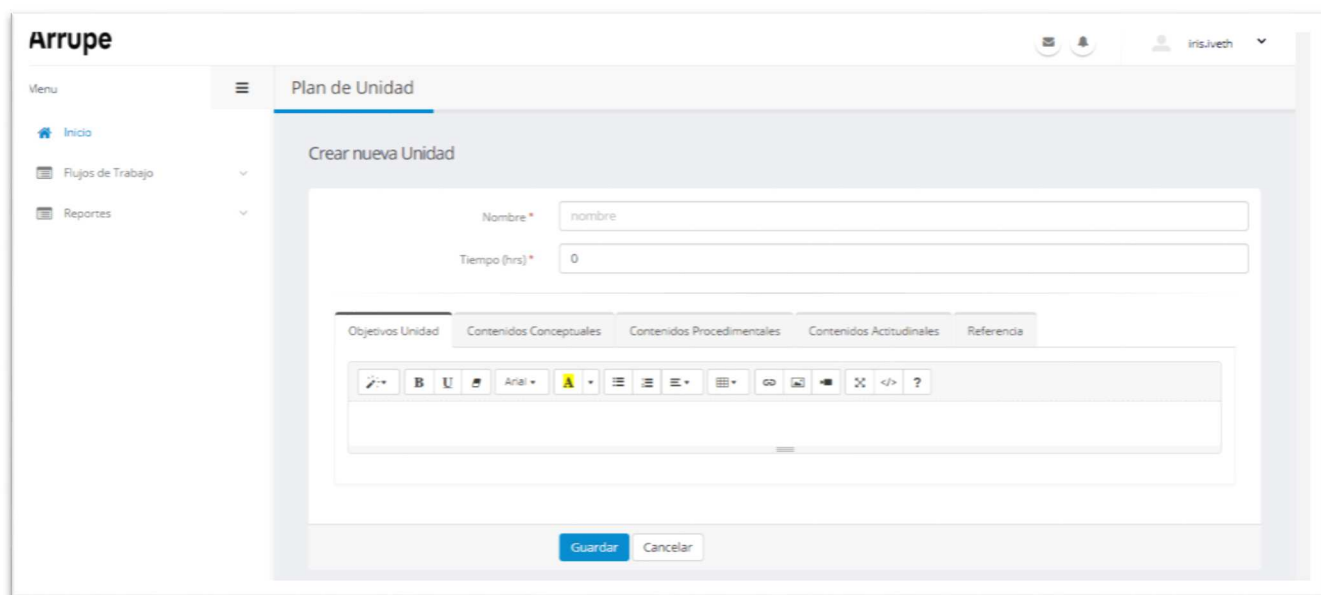 Arrupe
iris.iveth
Menu
Plan de Unidad
Inicio
Flujos de Trabajo
Reportes
Crear nueva Unidad
Nombre *
nombre
Tiempo (hrs) *
0
Objetivos Unidad
Contenidos Conceptuales
Contenidos Procedimentales
Contenidos Actitudinales
Referencia
B U Arial A </> ?
Guardar
Cancelar